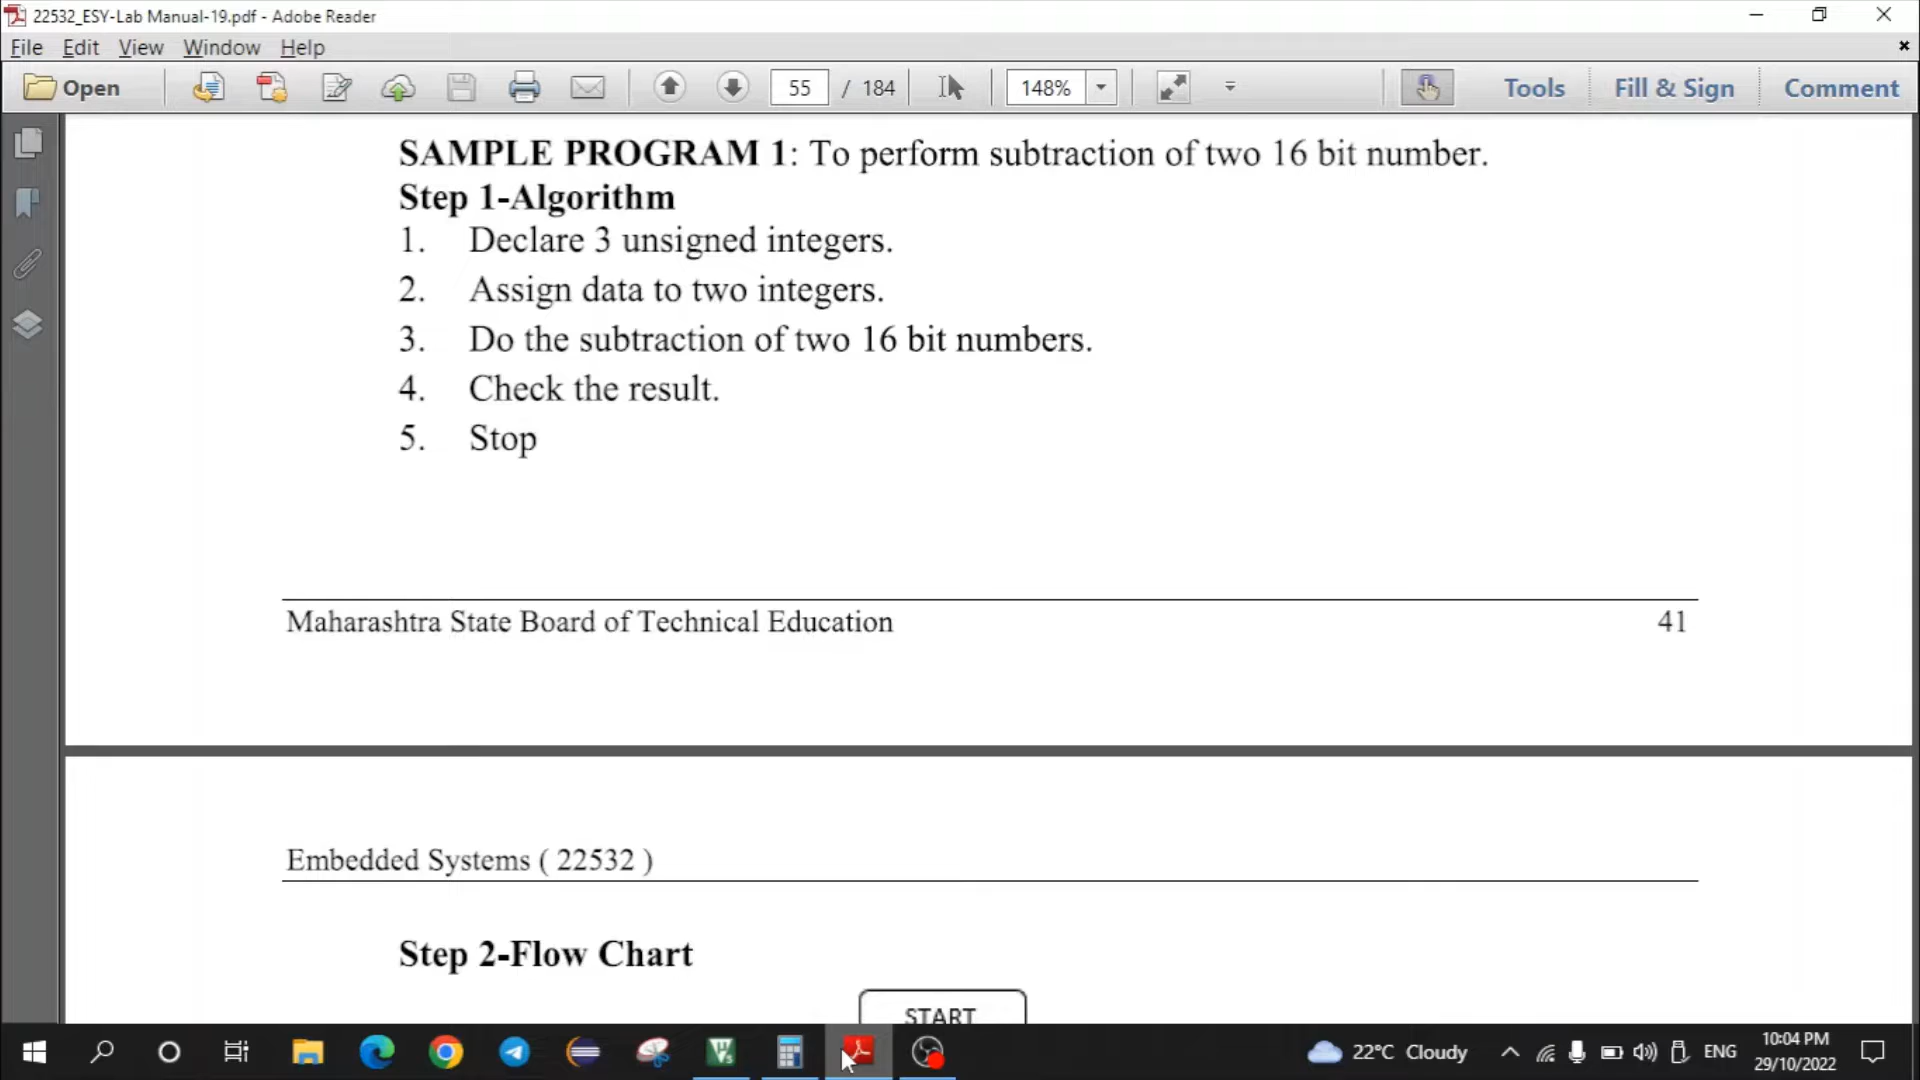 22532_ESY-Lab Manual-19.pdf - Adobe Reader
File Edit View Window Help
Open 55 / 184 148% Tools Fill & Sign Comment
SAMPLE PROGRAM 1: To perform subtraction of two 16 bit number.
Step 1-Algorithm
1. Declare 3 unsigned integers.
2. Assign data to two integers.
3. Do the subtraction of two 16 bit numbers.
4. Check the result.
5. Stop
Maharashtra State Board of Technical Education 41
Embedded Systems ( 22532 )
Step 2-Flow Chart
START
22°C Cloudy ENG 10:04 PM
29/10/2022